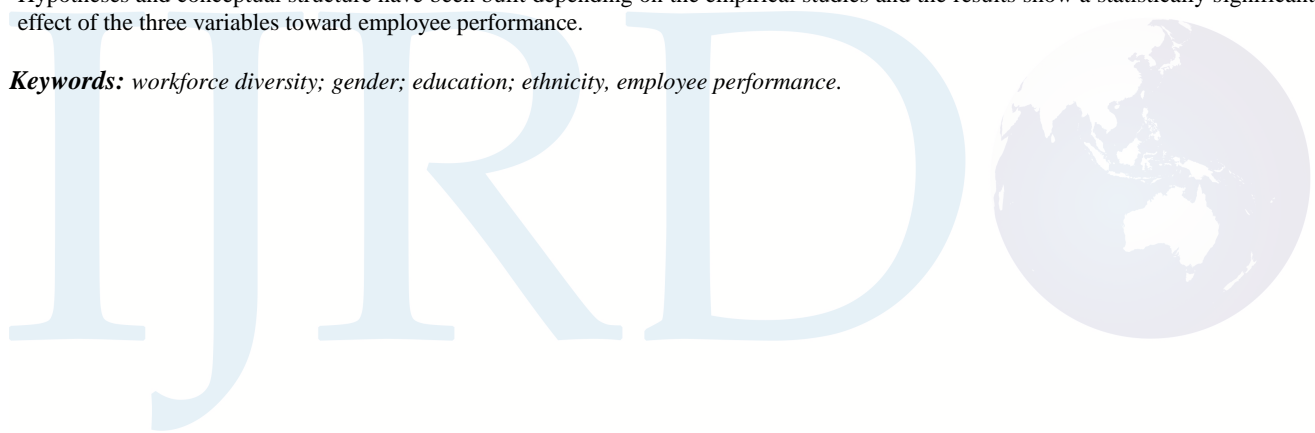 Hypotheses and conceptual structure have been built depending on the empirical studies and the results show a statistically significant
effect of the three variables toward employee performance.
Keywords: workforce diversity; gender; education; ethnicity, employee performance.
IJRD